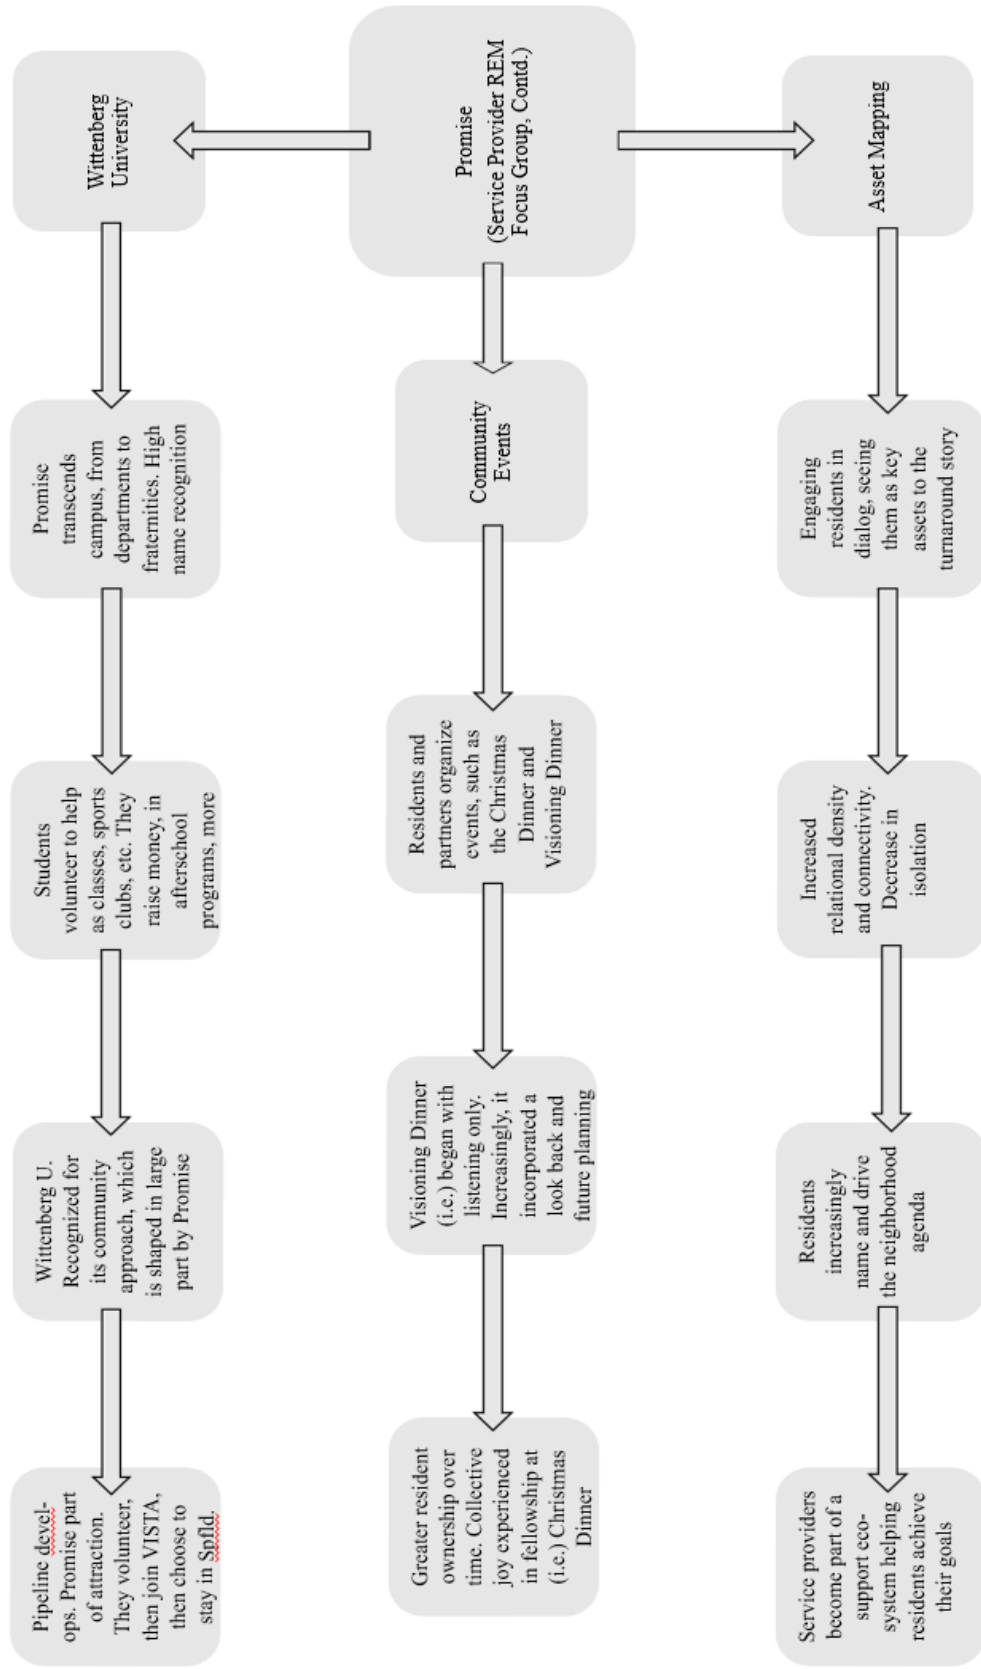 Promise
(Service Provider REM
Focus Group, Contd.)
Wittenberg
University
Promise
transcends
campus, from
departments to
fraternities. High
name recognition
Students
volunteer to help
as classes, sports
clubs, etc. They
raise money, in
afterschool
programs, more
Wittenberg U.
Recognized for
its community
approach, which
is shaped in large
part by Promise
Pipeline devel-
ops. Promise part
of attraction.
They volunteer,
then join VISTA,
then choose to
stay in Spfld.
Community
Events
Residents and
partners organize
events, such as
the Christmas
Dinner and
Visioning Dinner
Visioning Dinner
(i.e.) began with
listening only.
Increasingly, it
incorporated a
look back and
future planning
Greater resident
ownership over
time. Collective
joy experienced
in fellowship at
(i.e.) Christmas
Dinner
Asset Mapping
Engaging
residents in
dialog, seeing
them as key
assets to the
turnaround story
Increased
relational density
and connectivity.
Decrease in
isolation
Residents
increasingly
name and drive
the neighborhood
agenda
Service providers
become part of a
support eco-
system helping
residents achieve
their goals